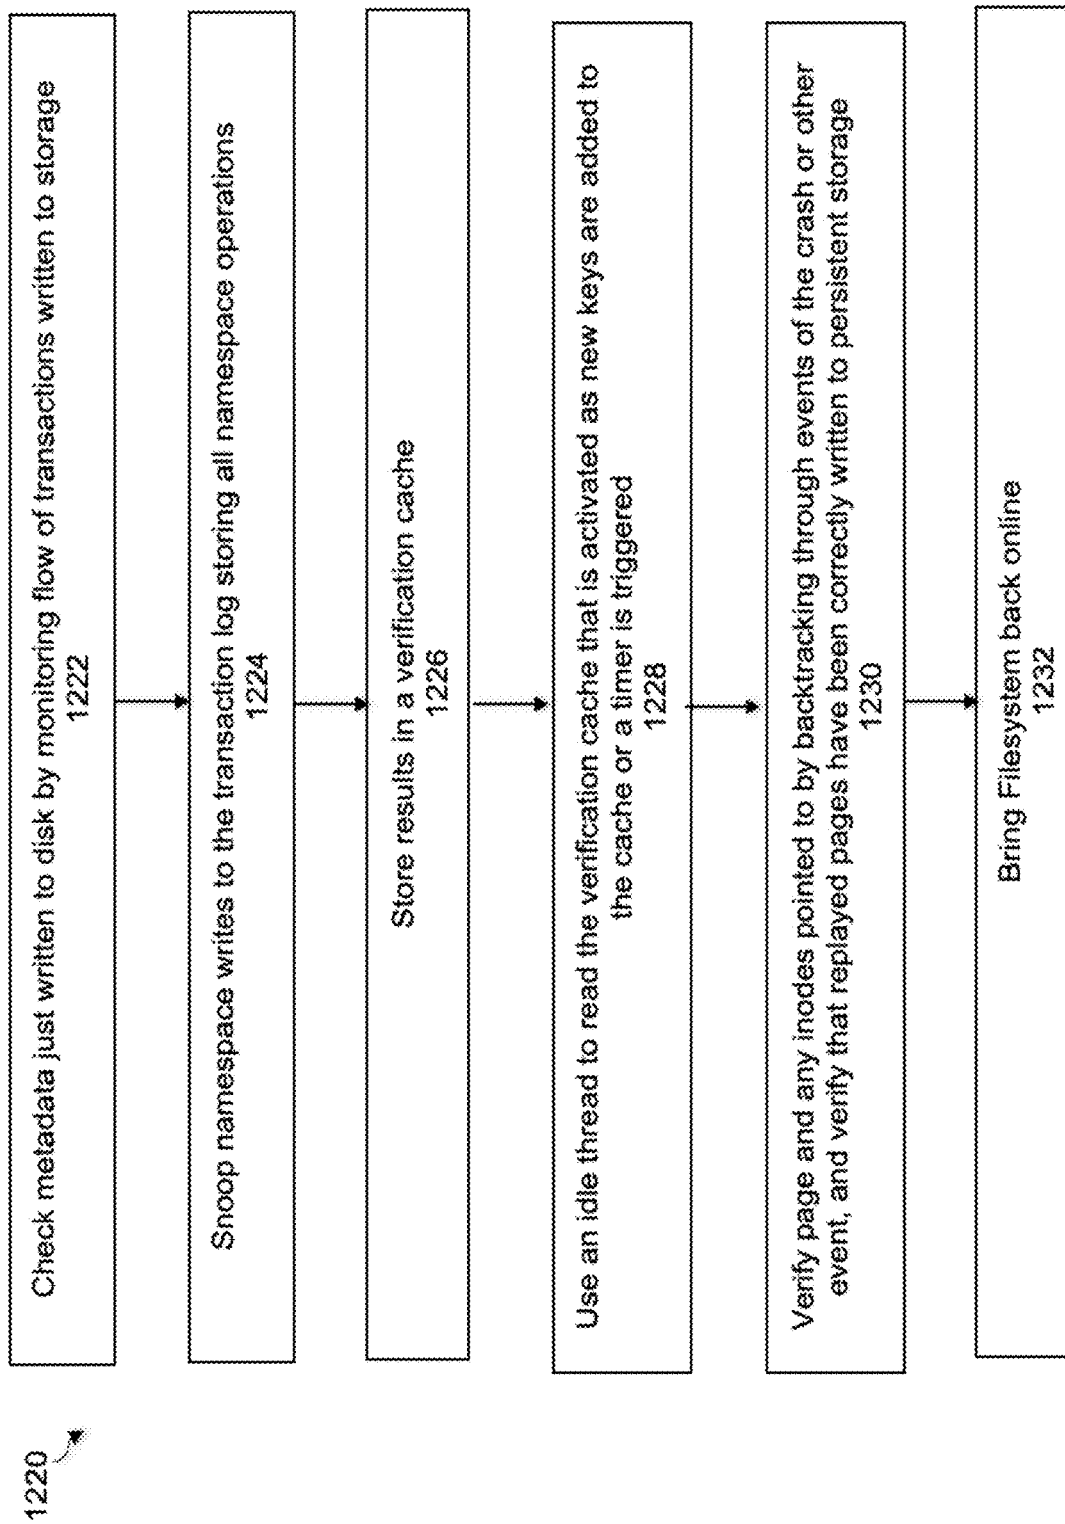 1220
Check metadata just written to disk by monitoring flow of transactions written to storage
1222
Snoop namespace writes to the transaction log storing all namespace operations
1224
Store results in a verification cache
1226
Use an idle thread to read the verification cache that is activated as new keys are added to
the cache or a timer is triggered
1228
Verify page and any inodes pointed to by backtracking through events of the crash or other
event, and verify that replayed pages have been correctly written to persistent storage
1230
Bring Filesystem back online
1232